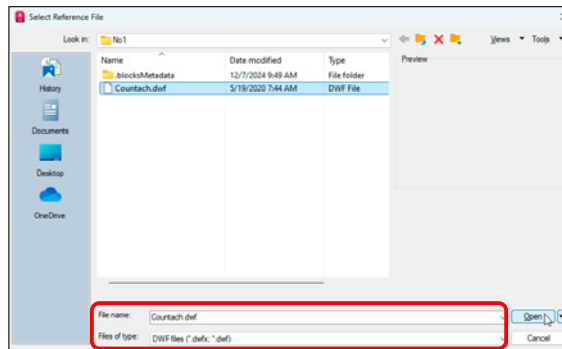 Select Reference File
Look in: No1
Views Tools
Name Date modified Type
Preview
.blocksMetadata 12/7/2024 9:49 AM File folder
Countach.dwf 5/19/2020 7:44 AM DWF File
History
Documents
Desktop
OneDrive
File name: Countach.dwf Open
Files of type: DWF files (*.dwfx; *.dwf) Cancel